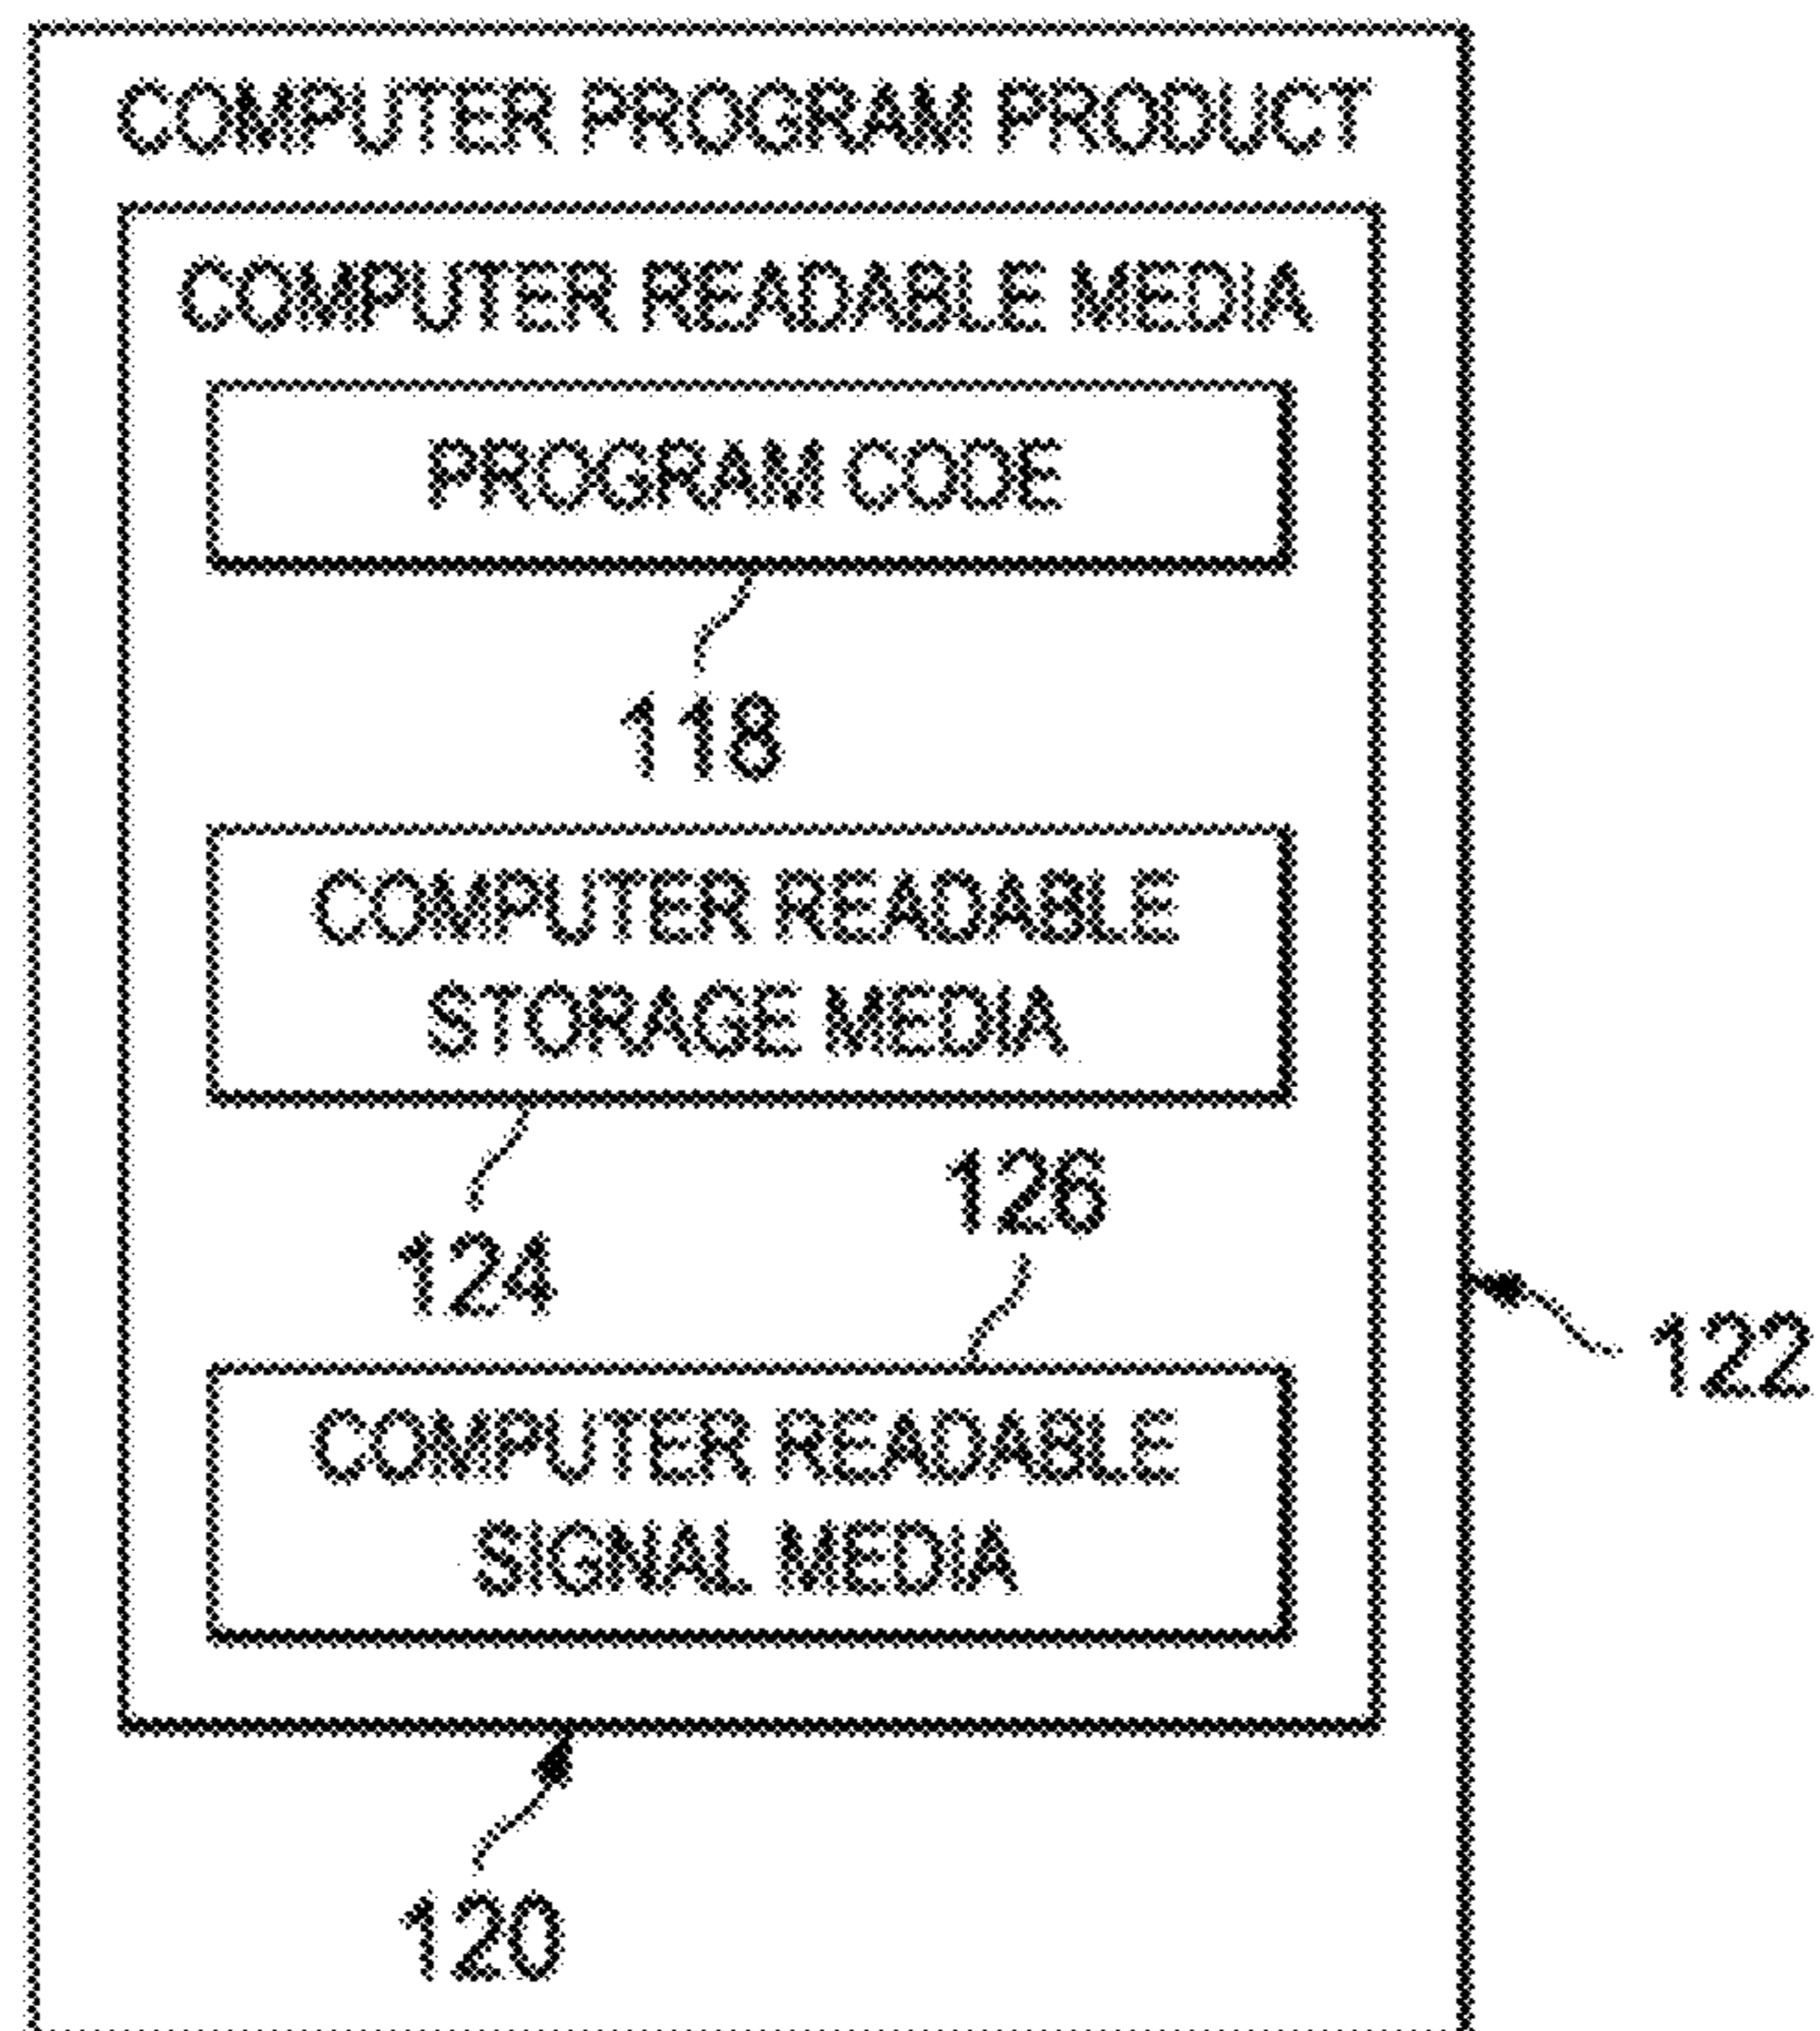 COMPUTER PROGRAM PRODUCT
COMPUTER READABLE MEDIA
PROGRAM CODE
118
COMPUTER READABLE
STORAGE MEDIA
126
124
122
COMPUTER READABLE
SIGNAL MEDIA
120